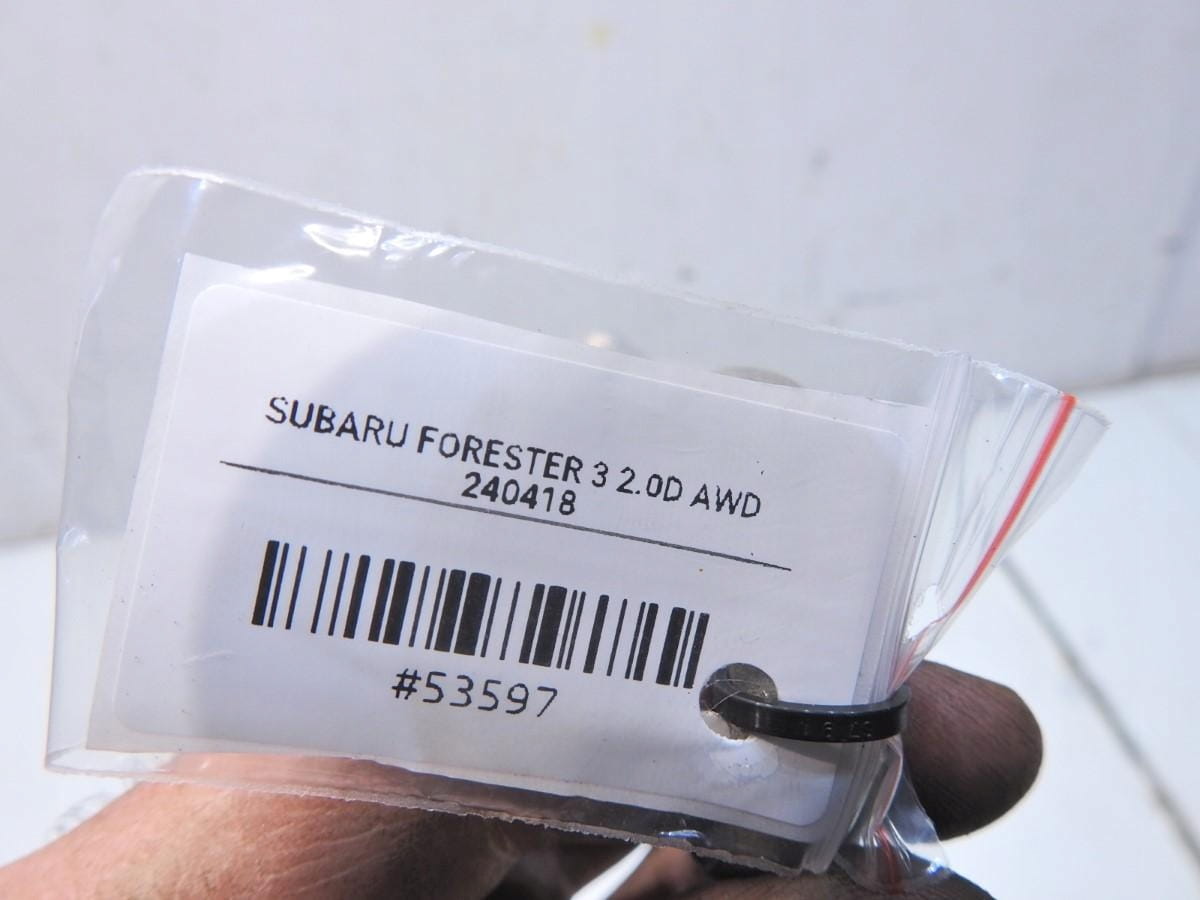 SUBARU FORESTER 3 2.0D AWD
240418
#53597